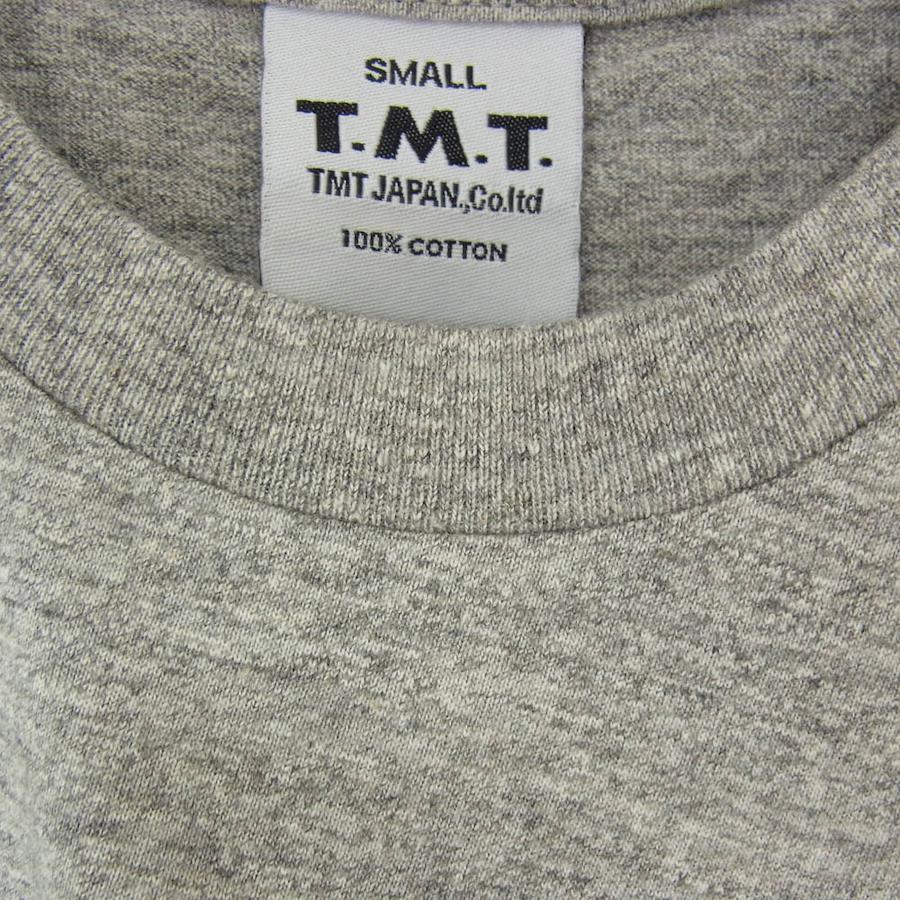 SMALL
T.M.T.
TMT JAPAN.,Co.ltd
100% COTTON